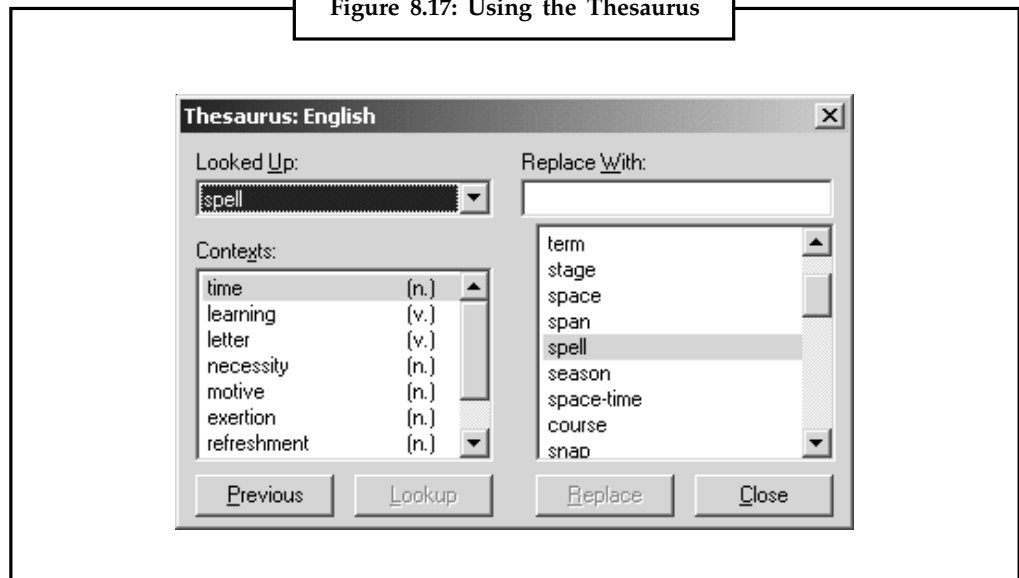 Figure 8.17: Using the Thesaurus
Thesaurus: English
Looked Up:
spell
Contexts:
time (n.)
learning (v.)
letter (v.)
necessity (n.)
motive (n.)
exertion (n.)
refreshment (n.)
Previous
Lookup
Replace With:
term
stage
space
span
spell
season
space-time
course
snap
Replace
Close